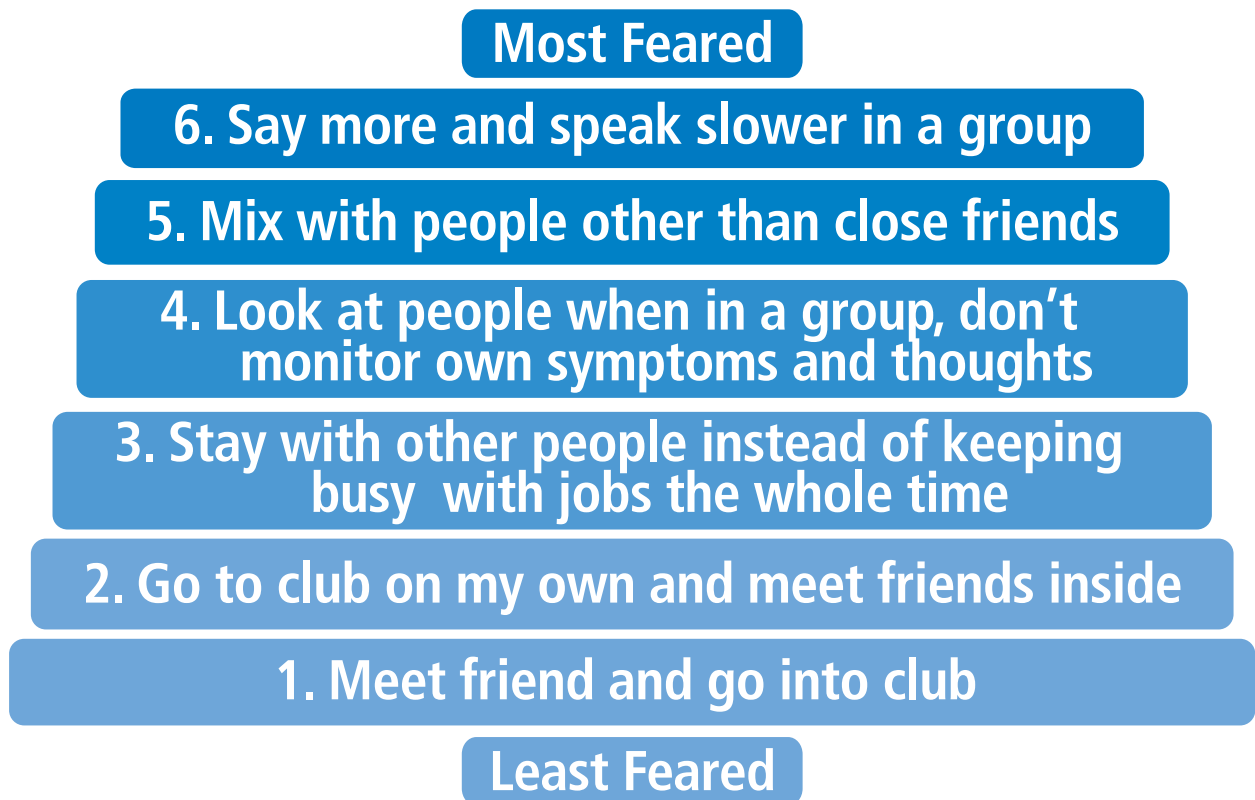 Most Feared
6. Say more and speak slower in a group
5. Mix with people other than close friends
4. Look at people when in a group, don’t
monitor own symptoms and thoughts
3. Stay with other people instead of keeping
busy  with jobs the whole time
2. Go to club on my own and meet friends inside
1. Meet friend and go into club
Least Feared